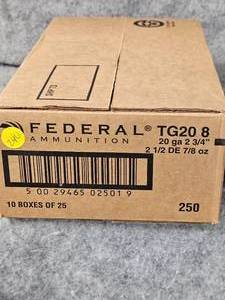 FEDERAL® TG20 8
AMMUNITION 20 ga 2 3/4"
2 1/2 DE 7/8 oz
5 00 29465 02501 9
10 BOXES OF 25 250